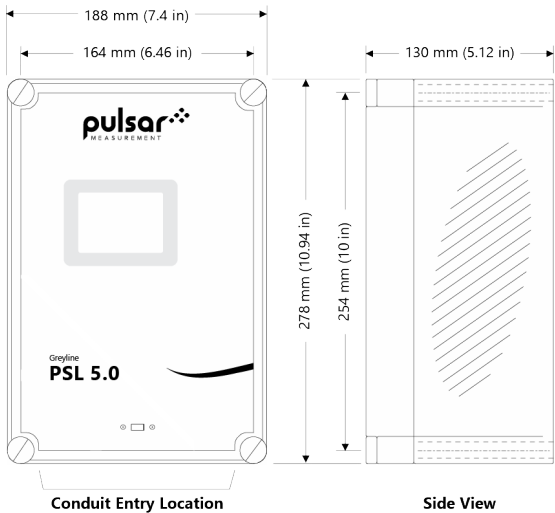 188 mm (7.4 in)
164 mm (6.46 in)
130 mm (5.12 in)
pulsar
MEASUREMENT
278 mm (10.94 in)
254 mm (10 in)
Greyline
PSL 5.0
Conduit Entry Location
Side View